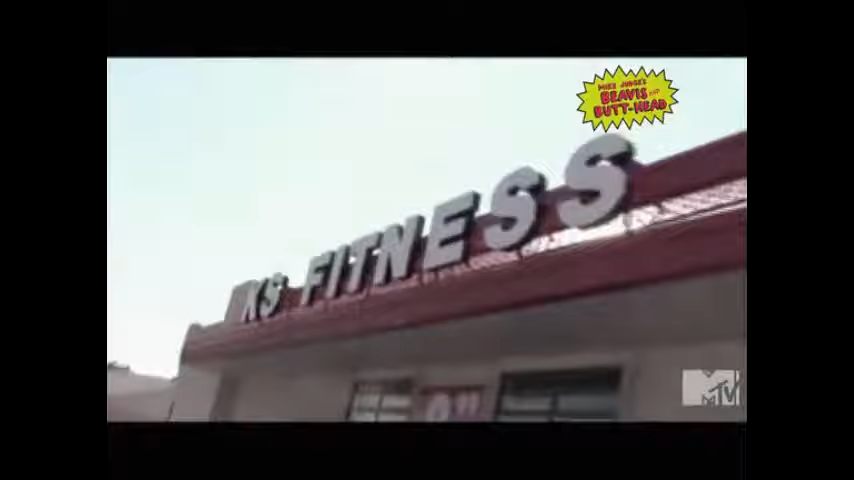 MIKE JUDGE'S
BEAVIS AND
BUTT-HEAD
KS FITNESS
MTV